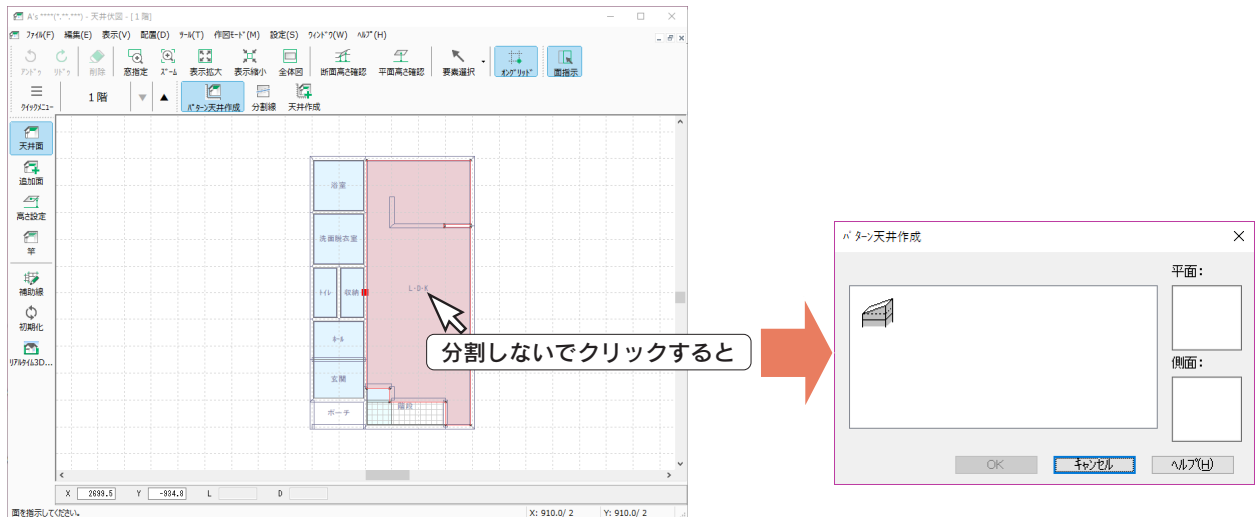 A's ****(*.**.***) - 天井伏図 - [1 階]
ﾌｧｲﾙ(F) 編集(E) 表示(V) 配置(D) ﾂｰﾙ(T) 作図ﾓｰﾄﾞ(M) 設定(S) ｳｨﾝﾄﾞｳ(W) ﾍﾙﾌﾟ(H)
ｱﾝﾄﾞｩ ﾘﾄﾞｩ 削除 窓指定 ｽﾞｰﾑ 表示拡大 表示縮小 全体図 断面高さ確認 平面高さ確認 要素選択 ｵﾝｸﾞﾘｯﾄﾞ 面指示
ｸｲｯｸﾒﾆｭｰ 1 階 ▼ ▲ ﾊﾟﾀｰﾝ天井作成 分割線 天井作成
天井面
追加面
高さ設定
竿
補助線
初期化
ﾘｱﾙﾀｲﾑ3D...
浴室
洗面脱衣室
ﾄｲﾚ 収納 L・D・K
ﾎｰﾙ
玄関
ポーチ 階段
分割しないでクリックすると
X 2699.5 Y -934.8 L D
面を指示してください。 X: 910.0/ 2 Y: 910.0/ 2
ﾊﾟﾀｰﾝ天井作成
平面：
側面：
OK ｷｬﾝｾﾙ ﾍﾙﾌﾟ(H)